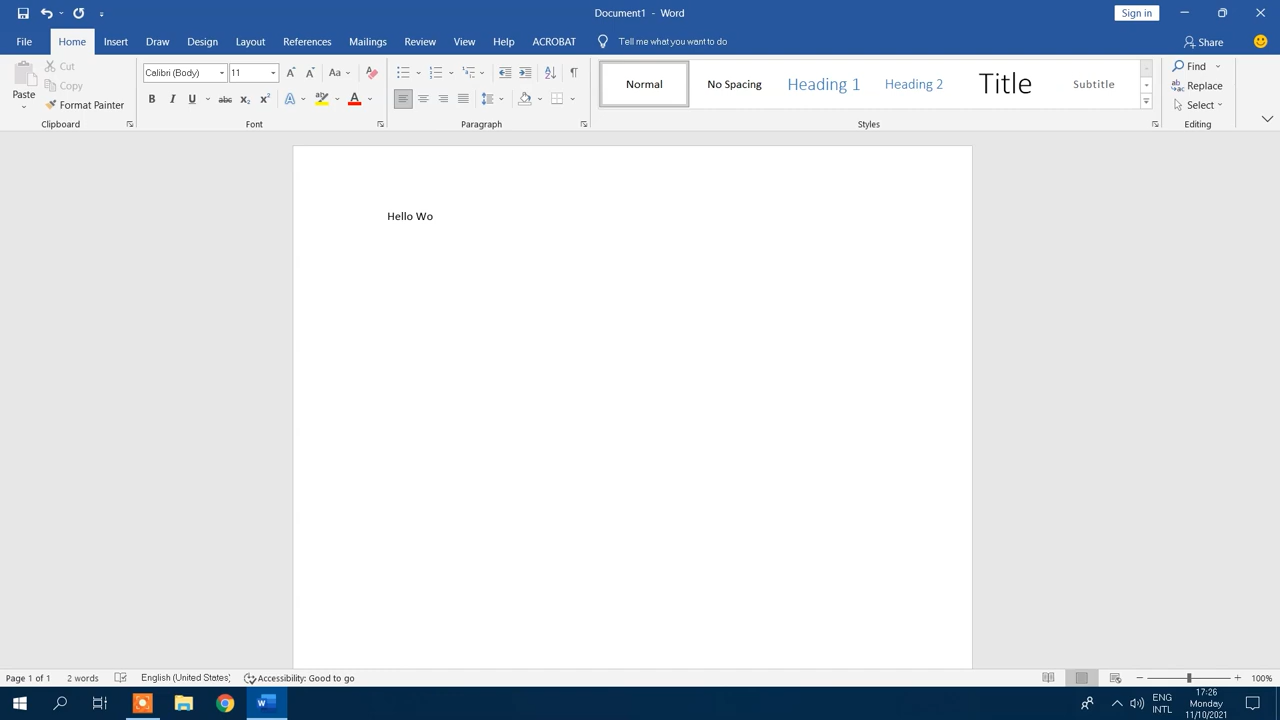 Document1 - Word
Sign in
File Home Insert Draw Design Layout References Mailings Review View Help ACROBAT Tell me what you want to do Share
Paste
Cut
Copy
Format Painter
Clipboard
Calibri (Body) 11
Font
Paragraph
Normal No Spacing Heading 1 Heading 2 Title Subtitle
Styles
Find
Replace
Select
Editing
Hello Wo
Page 1 of 1 2 words English (United States) Accessibility: Good to go 100%
ENG
INTL
17:26
Monday
11/10/2021